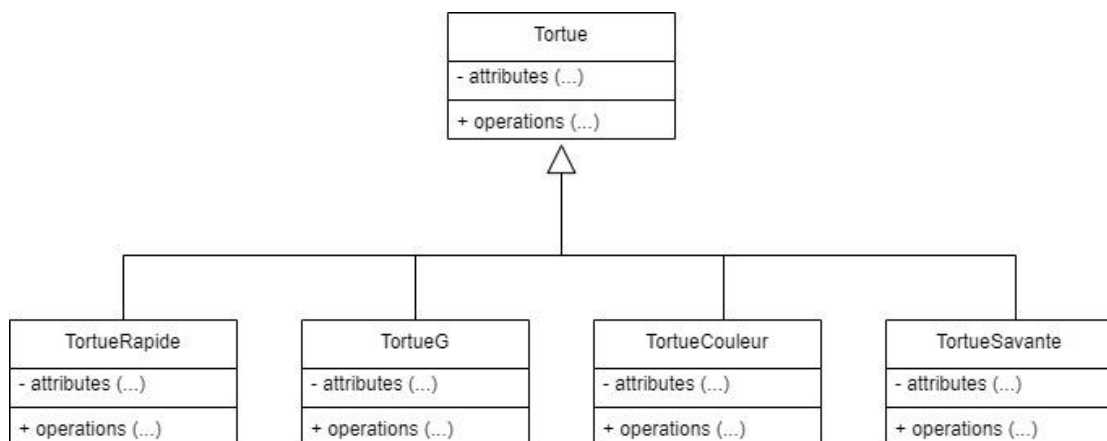 Tortue
- attributes (...)
+ operations (...)
TortueRapide
- attributes (...)
+ operations (...)
TortueG
- attributes (...)
+ operations (...)
TortueCouleur
- attributes (...)
+ operations (...)
TortueSavante
- attributes (...)
+ operations (...)